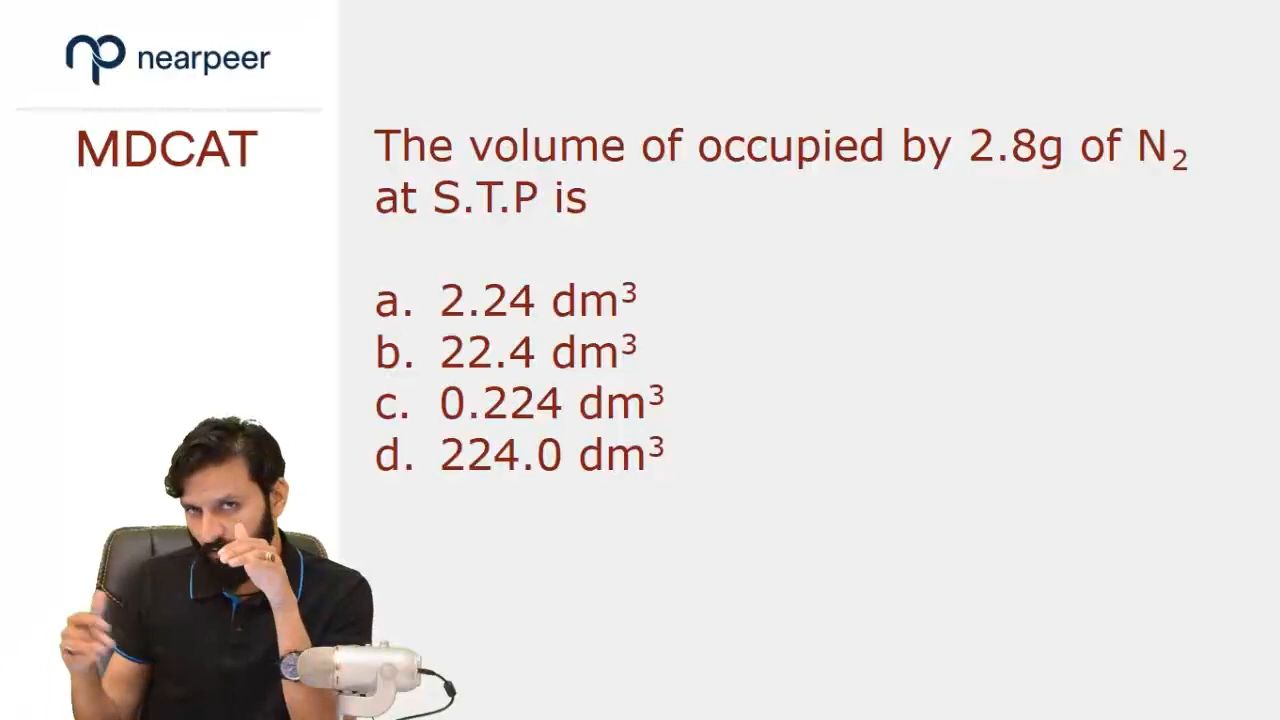 nearpeer
MDCAT
The volume of occupied by 2.8g of N₂
at S.T.P is
a. 2.24 dm³
b. 22.4 dm³
c. 0.224 dm³
d. 224.0 dm³